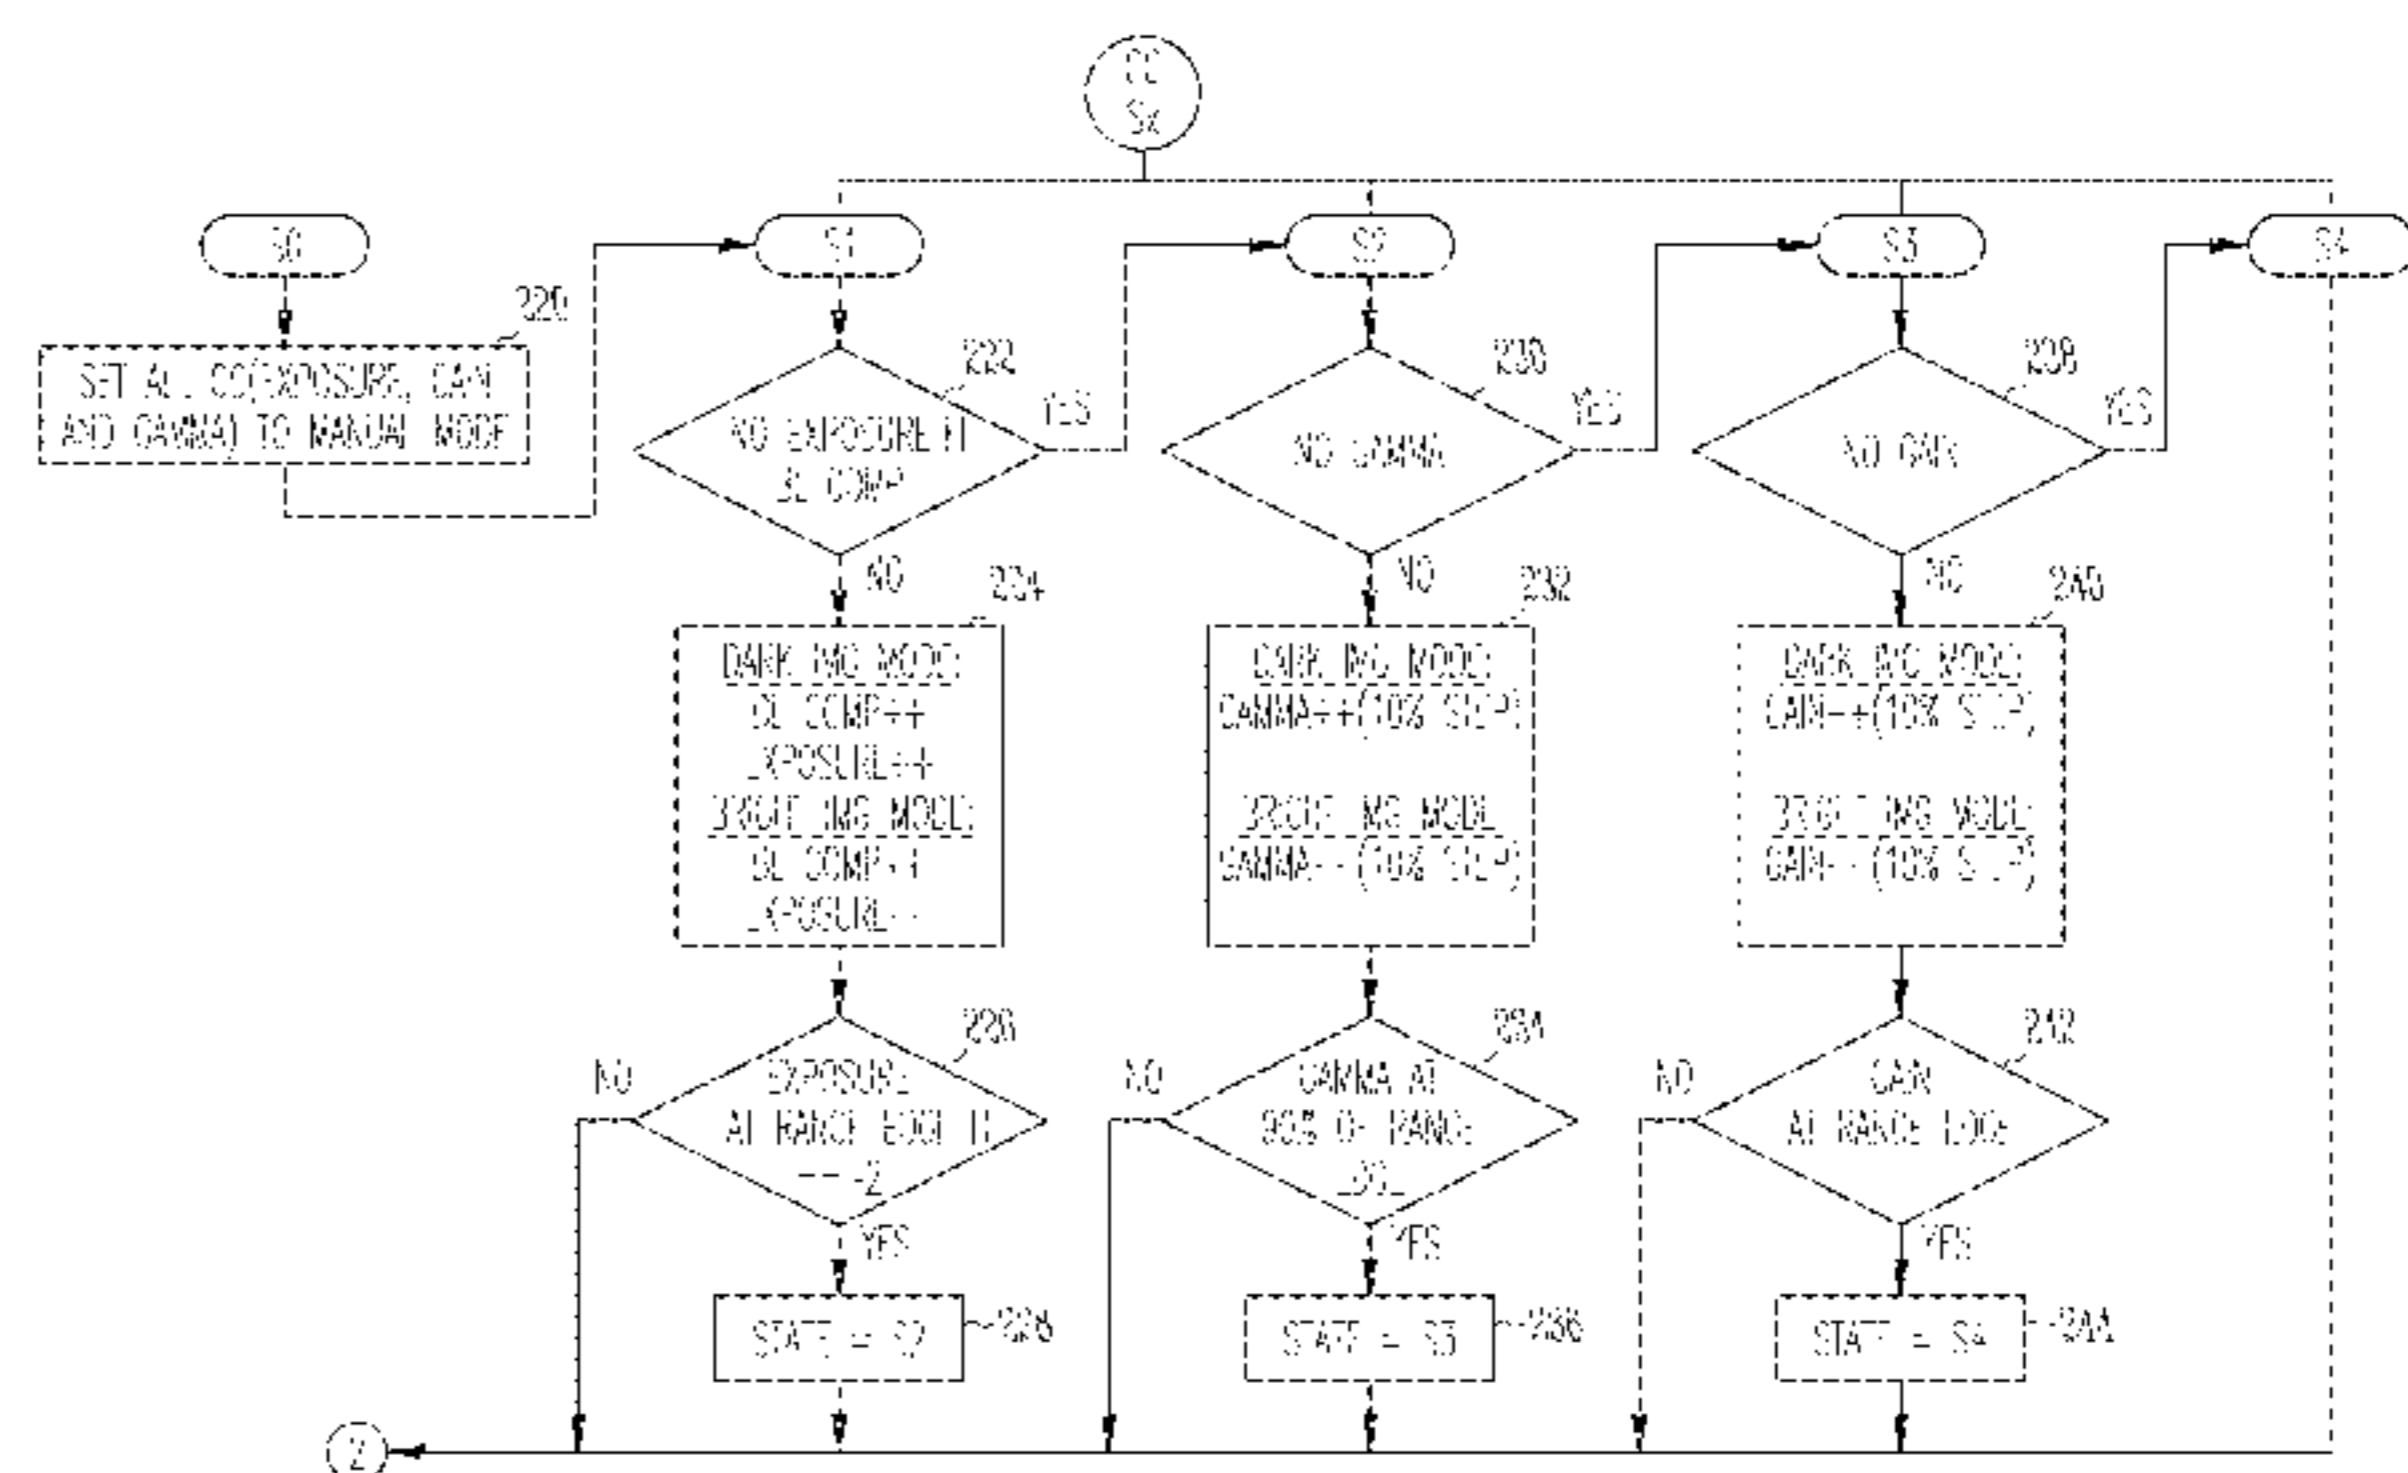 CC
Sx
S0
S1
S2
S3
S4
220
SET ALL CC(EXPOSURE, GAIN
AND GAMMA) TO MANUAL MODE
222
NO EXPOSURE
BL COMP
YES
NO
230
NO GAMMA
YES
NO
238
NO GAIN
YES
NO
224
DARK IMG MODE:
BL COMP++
EXPOSURE++
BRIGHT IMG MODE:
BL COMP++
EXPOSURE--
232
DARK IMG MODE:
GAMMA++(10% STEP)
BRIGHT IMG MODE:
GAMMA--(10% STEP)
240
DARK IMG MODE:
GAIN++(10% STEP)
BRIGHT IMG MODE:
GAIN--(10% STEP)
226
NO
EXPOSURE
AT RANGE EDGE
YES
234
NO
GAMMA AT
OF RANGE
YES
242
NO
GAIN
AT RANGE EDGE
YES
STATE = S2
228
STATE = S3
236
STATE = S4
244
2